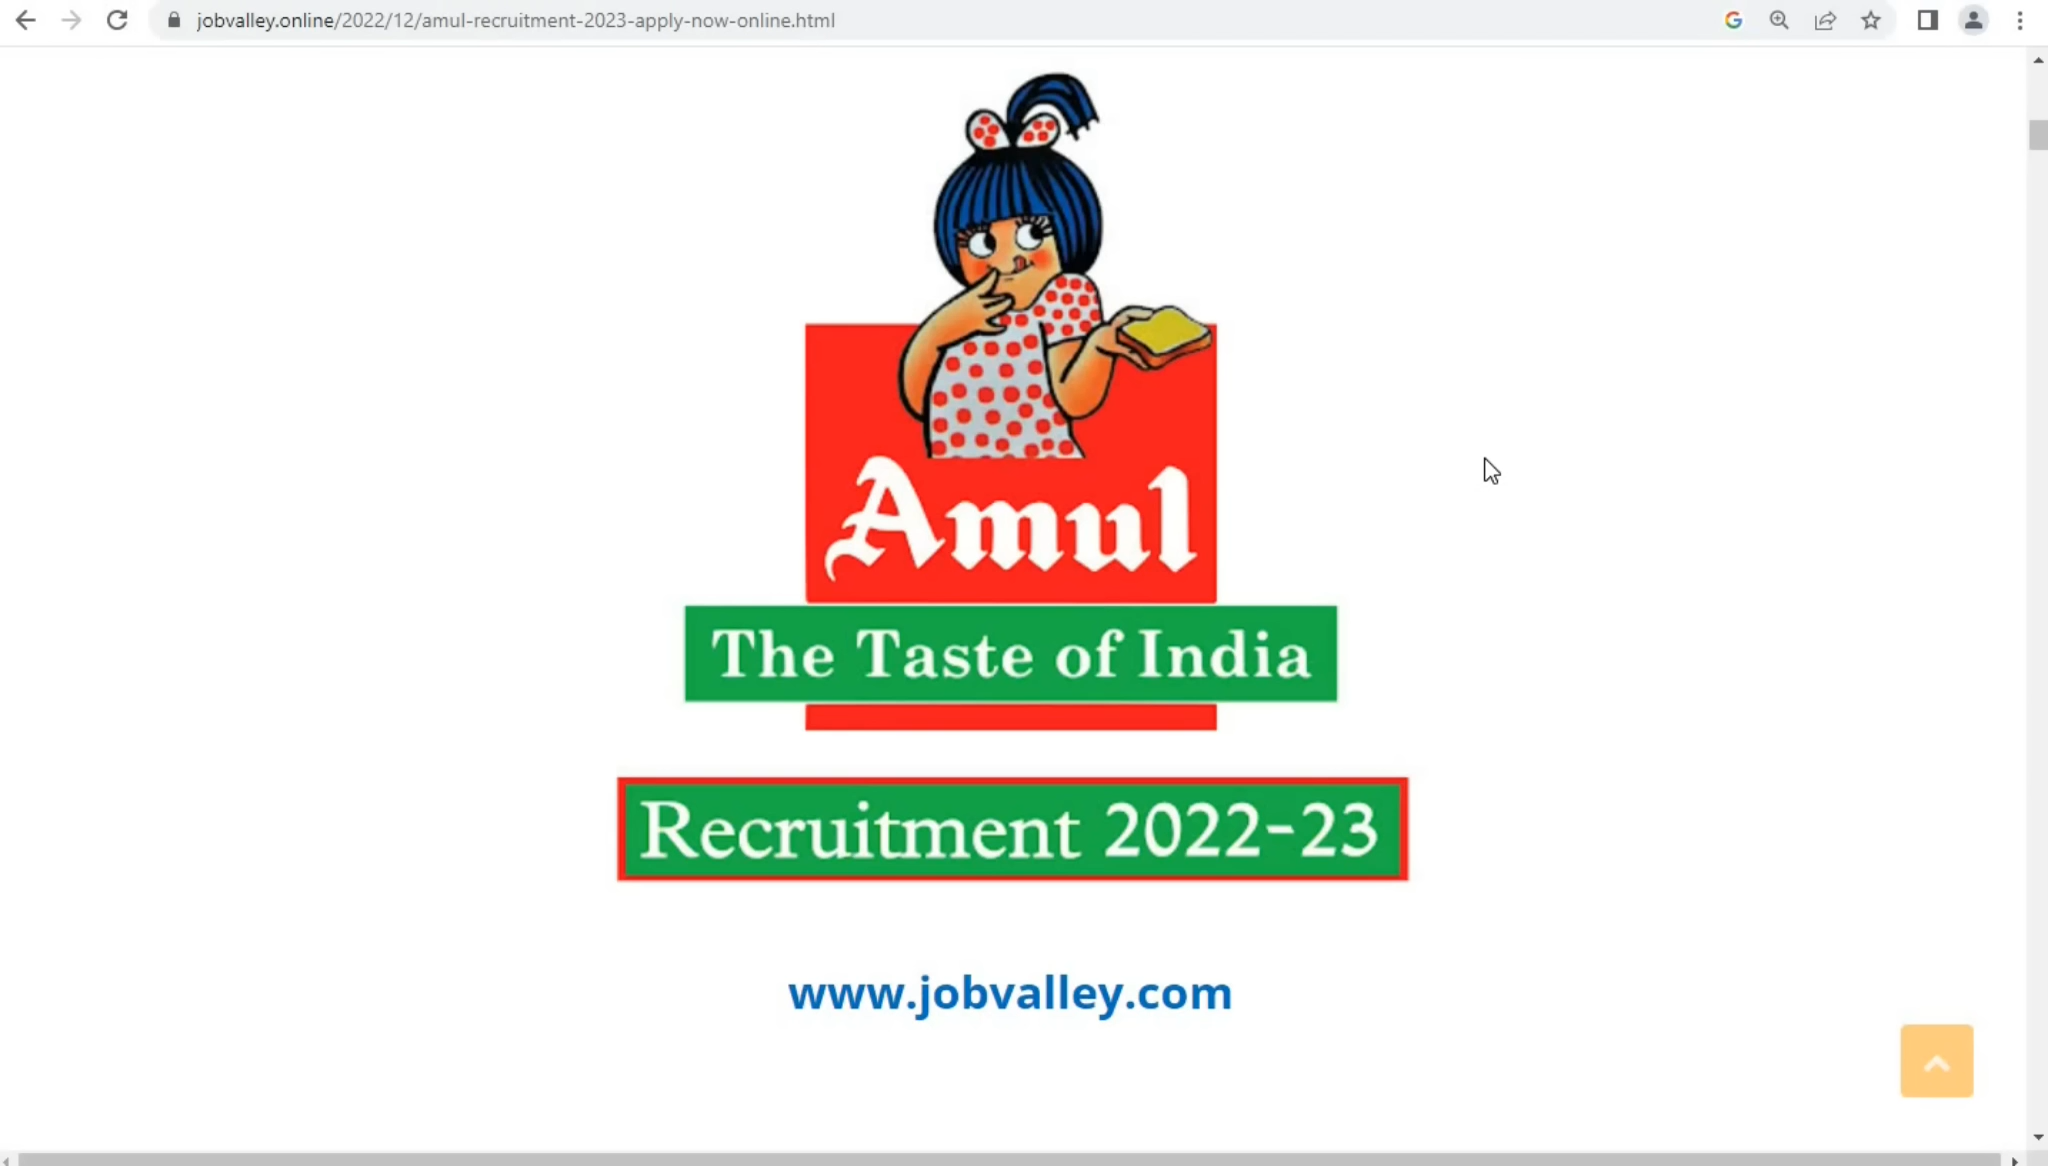 jobvalley.online/2022/12/amul-recruitment-2023-apply-now-online.html
Amul
The Taste of India
Recruitment 2022-23
www.jobvalley.com